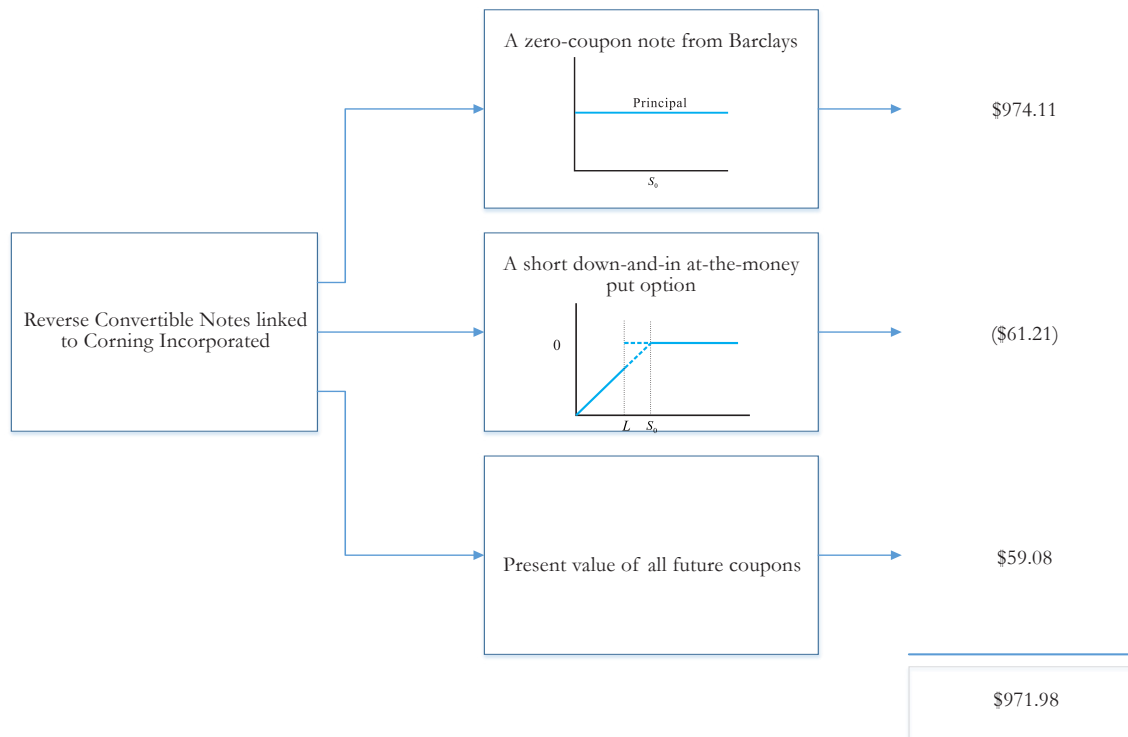 A zero-coupon note from Barclays
Principal
S₀
$974.11
Reverse Convertible Notes linked
to Corning Incorporated
A short down-and-in at-the-money
put option
0
L S₀
($61.21)
Present value of all future coupons
$59.08
$971.98